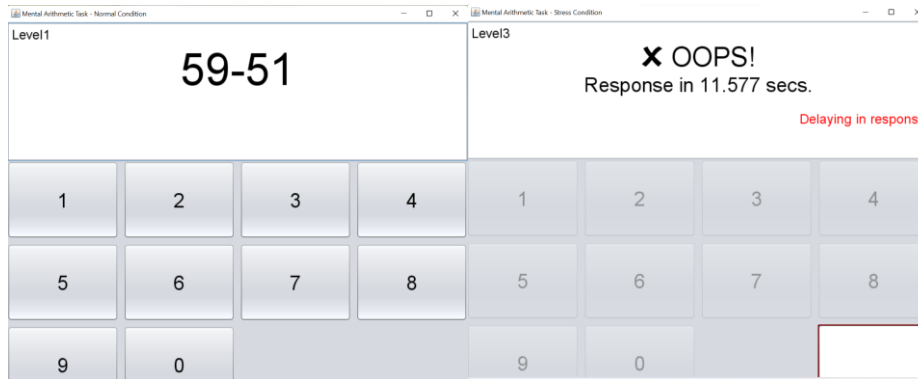 Mental Arithmetic Task - Normal Condition
Level1
59-51
1 2 3 4
5 6 7 8
9 0
Mental Arithmetic Task - Stress Condition
Level3
✘ OOPS!
Response in 11.577 secs.
Delaying in respons
1 2 3 4
5 6 7 8
9 0